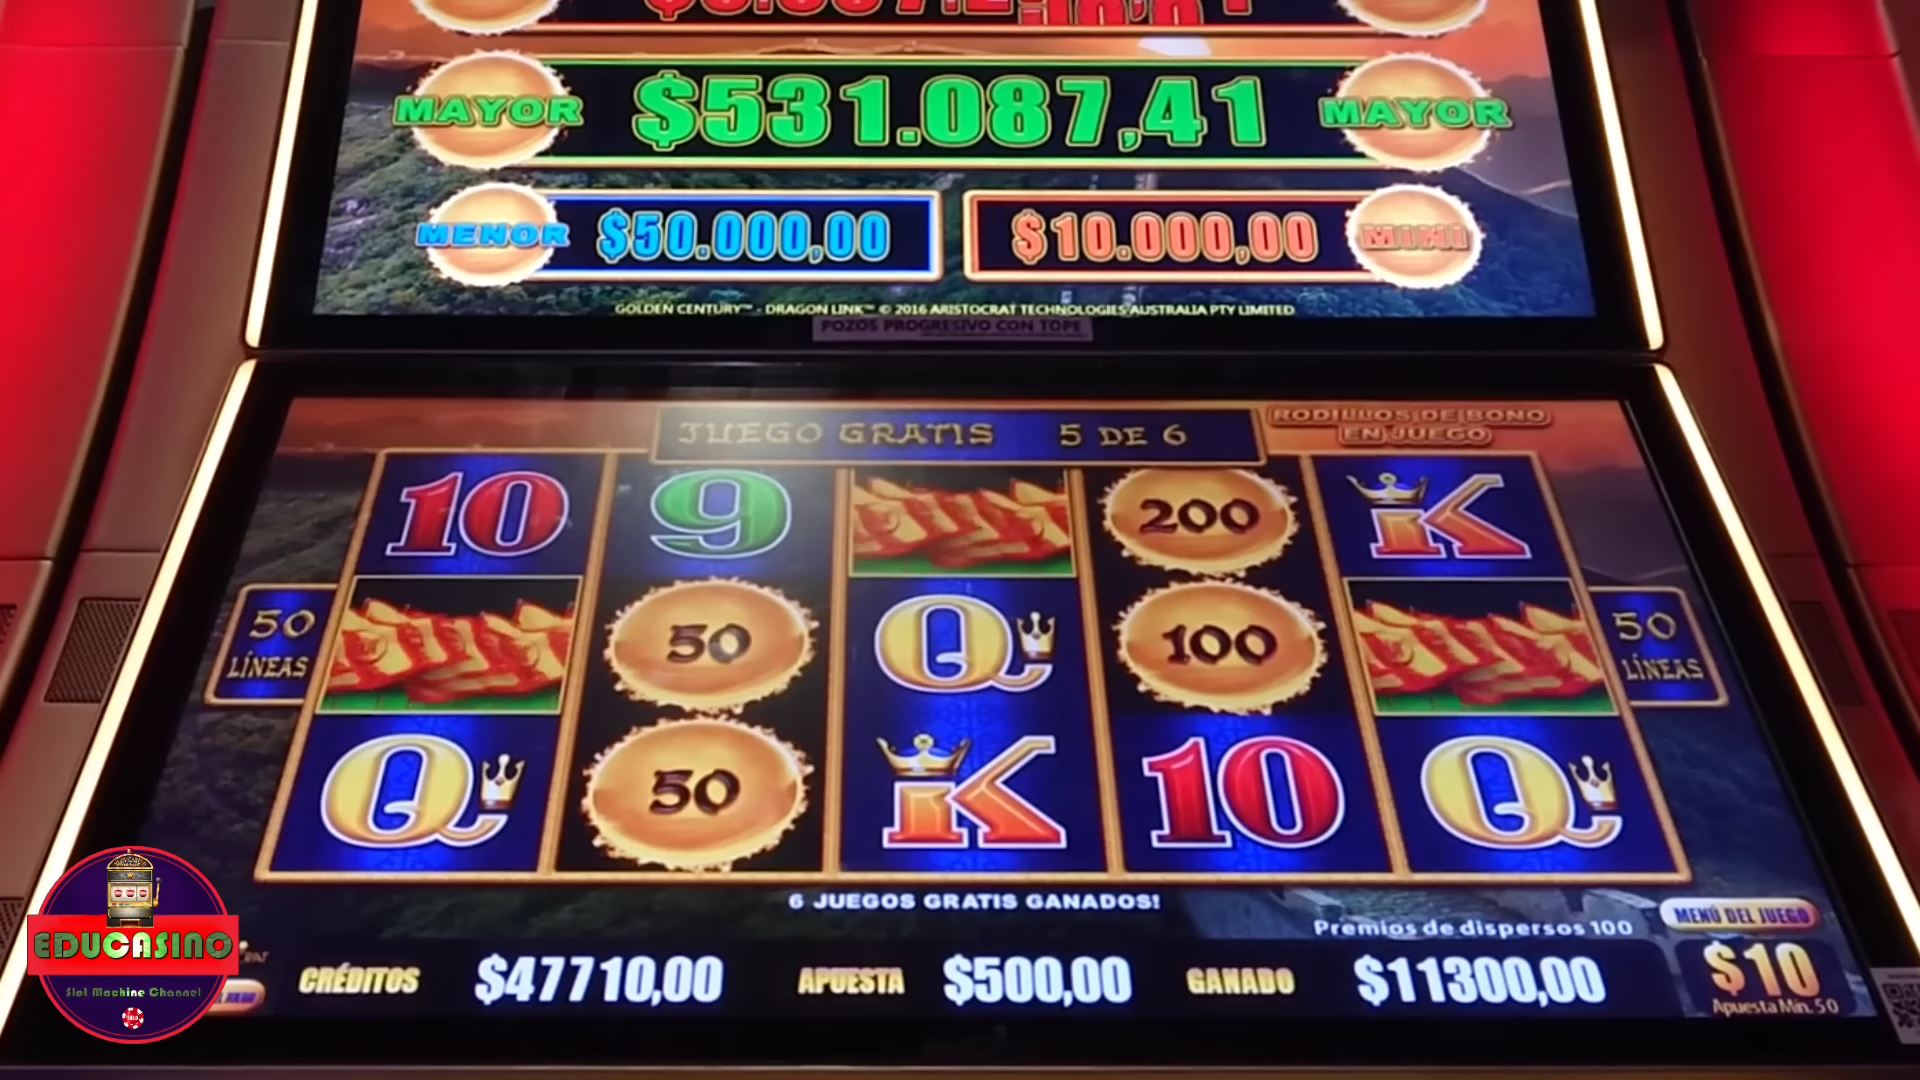 MAYOR $531.087,41 MAYOR
MENOR $50.000,00 $10.000,00 MINI
GOLDEN CENTURY™ - DRAGON LINK™ © 2016 ARISTOCRAT TECHNOLOGIES AUSTRALIA PTY LIMITED
POZOS PROGRESIVO CON TOPE
JUEGO GRATIS 5 DE 6
RODILLOS DE BONO
EN JUEGO
10 9 200 K
50
LÍNEAS
50 Q 100
50
LÍNEAS
Q 50 K 10 Q
6 JUEGOS GRATIS GANADOS!
Premios de dispersos 100
MENÚ DEL JUEGO
CRÉDITOS $47710,00 APUESTA $500,00 GANADO $11300,00
$10
Apuesta Min. 50
EDUCASINO
Slot Machine Channel